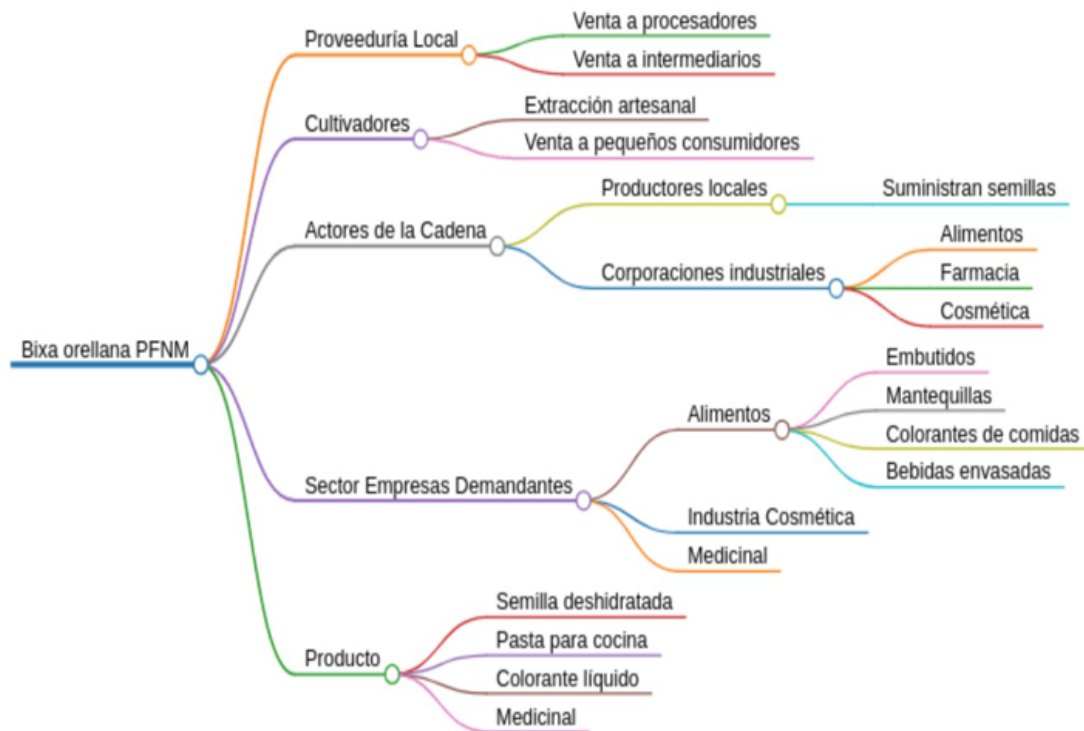 Bixa orellana PFNM
Proveeduría Local
Venta a procesadores
Venta a intermediarios
Cultivadores
Extracción artesanal
Venta a pequeños consumidores
Actores de la Cadena
Productores locales
Suministran semillas
Corporaciones industriales
Alimentos
Farmacia
Cosmética
Sector Empresas Demandantes
Alimentos
Embutidos
Mantequillas
Colorantes de comidas
Bebidas envasadas
Industria Cosmética
Medicinal
Producto
Semilla deshidratada
Pasta para cocina
Colorante líquido
Medicinal